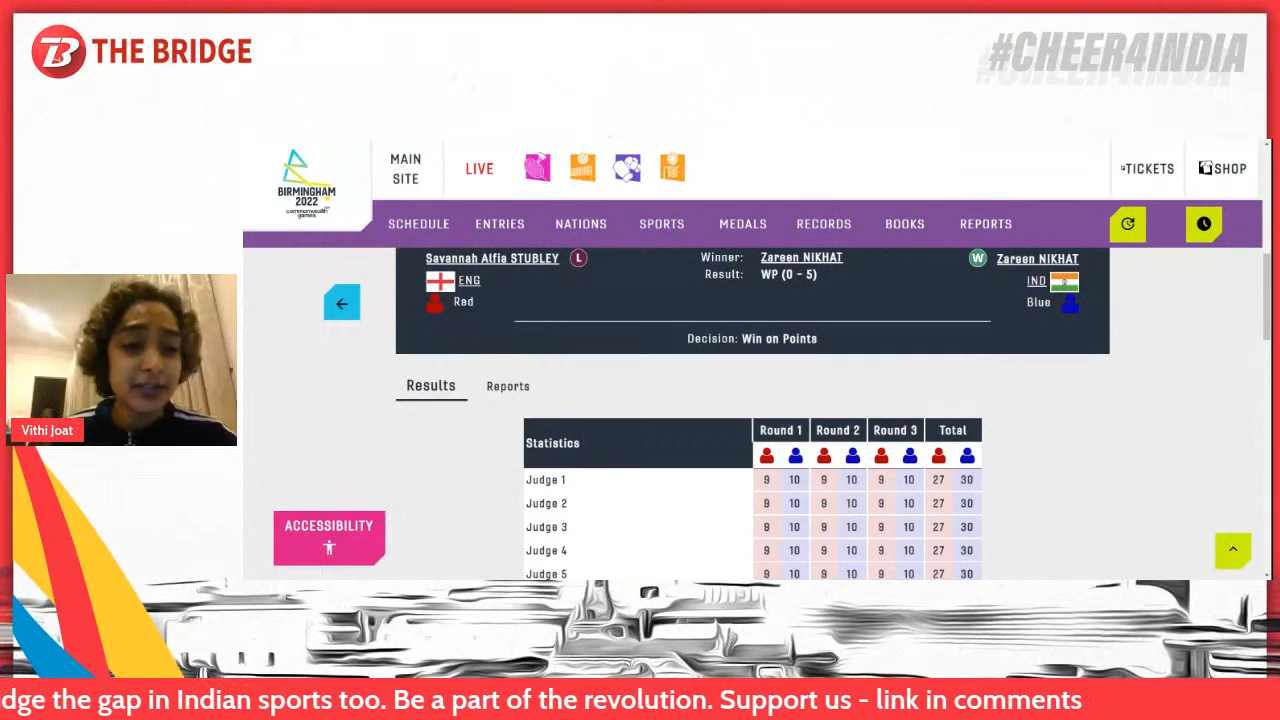 THE BRIDGE
#CHEER4INDIA
BIRMINGHAM
2022
commonwealth
games
MAIN
SITE
LIVE
TICKETS
SHOP
SCHEDULE ENTRIES NATIONS SPORTS MEDALS RECORDS BOOKS REPORTS
Savannah Alfia STUBLEY L
ENG
Red
Winner: Zareen NIKHAT
Result: WP (0 - 5)
W Zareen NIKHAT
IND
Blue
Decision: Win on Points
Results Reports
Statistics Round 1 Round 2 Round 3 Total
Judge 1 9 10 9 10 9 10 27 30
Judge 2 9 10 9 10 9 10 27 30
Judge 3 9 10 9 10 9 10 27 30
Judge 4 9 10 9 10 9 10 27 30
Judge 5 9 10 9 10 9 10 27 30
ACCESSIBILITY
Vithi Joat
dge the gap in Indian sports too. Be a part of the revolution. Support us - link in comments